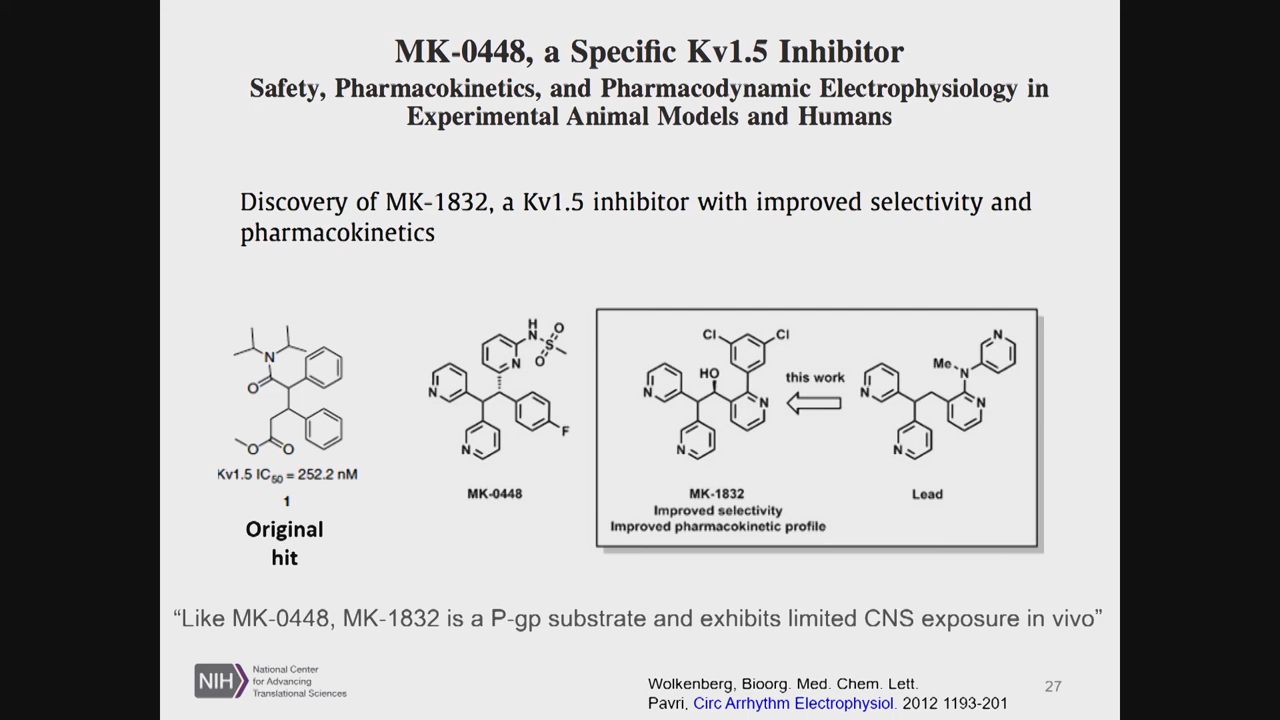 MK-0448, a Specific Kv1.5 Inhibitor
Safety, Pharmacokinetics, and Pharmacodynamic Electrophysiology in
Experimental Animal Models and Humans
Discovery of MK-1832, a Kv1.5 inhibitor with improved selectivity and
pharmacokinetics
N
O
O
O
Kv1.5 IC50 = 252.2 nM
1
Original
hit
H
N
O
S
O
N
N
N
F
MK-0448
Cl
Cl
HO
N
N
N
MK-1832
Improved selectivity
Improved pharmacokinetic profile
this work
N
Me
N
N
N
N
Lead
“Like MK-0448, MK-1832 is a P-gp substrate and exhibits limited CNS exposure in vivo”
NIH
National Center
for Advancing
Translational Sciences
Wolkenberg, Bioorg. Med. Chem. Lett.
Pavri, Circ Arrhythm Electrophysiol. 2012 1193-201
27